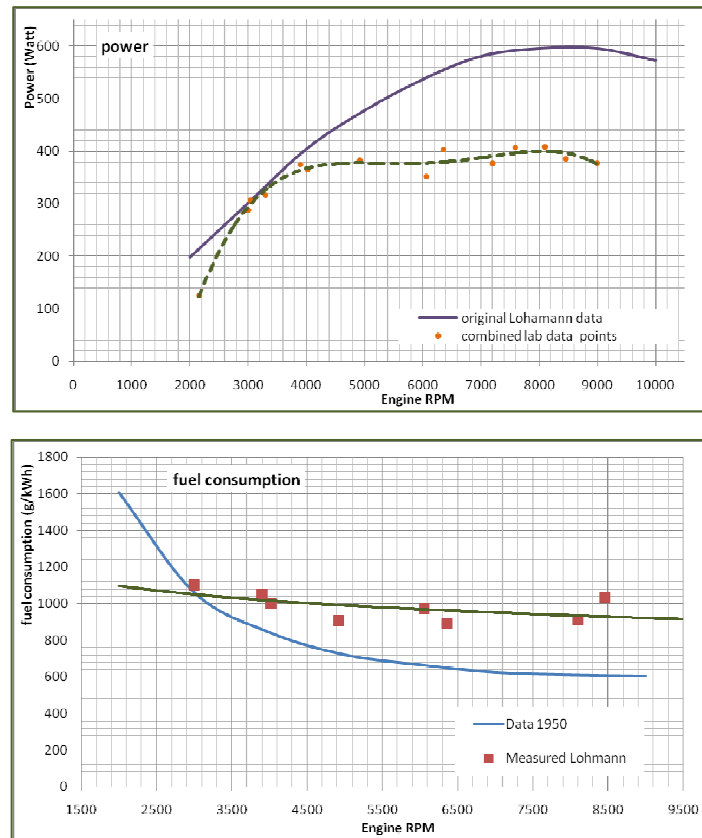 power
Power (Watt)
600
500
400
300
200
100
0
original Lohamann data
combined lab data points
0 1000 2000 3000 4000 5000 6000 7000 8000 9000 10000
Engine RPM
fuel consumption
fuel consumption (g/kWh)
1800
1600
1400
1200
1000
800
600
400
200
0
Data 1950
Measured Lohmann
1500 2500 3500 4500 5500 6500 7500 8500 9500
Engine RPM